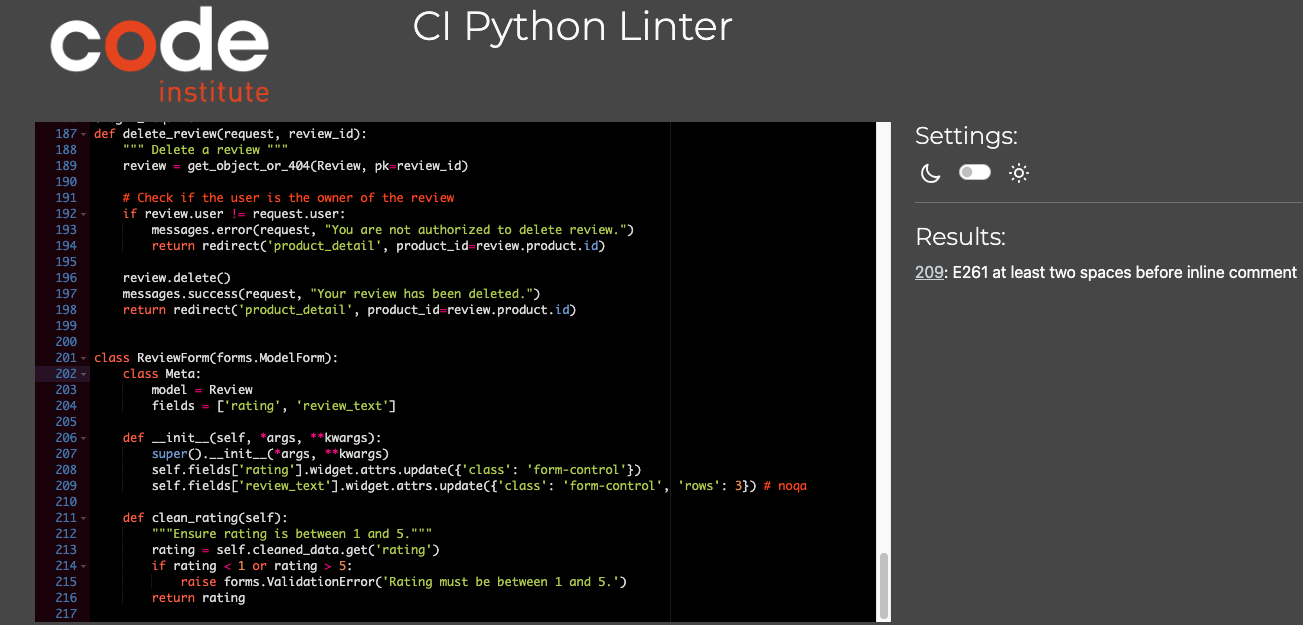 code
institute
CI Python Linter
187 def delete_review(request, review_id):
188     """ Delete a review """
189     review = get_object_or_404(Review, pk=review_id)
190
191     # Check if the user is the owner of the review
192     if review.user != request.user:
193         messages.error(request, "You are not authorized to delete review.")
194         return redirect('product_detail', product_id=review.product.id)
195
196     review.delete()
197     messages.success(request, "Your review has been deleted.")
198     return redirect('product_detail', product_id=review.product.id)
199
200
201 class ReviewForm(forms.ModelForm):
202     class Meta:
203         model = Review
204         fields = ['rating', 'review_text']
205
206     def __init__(self, *args, **kwargs):
207         super().__init__(*args, **kwargs)
208         self.fields['rating'].widget.attrs.update({'class': 'form-control'})
209         self.fields['review_text'].widget.attrs.update({'class': 'form-control', 'rows': 3}) # noqa
210
211     def clean_rating(self):
212         """Ensure rating is between 1 and 5."""
213         rating = self.cleaned_data.get('rating')
214         if rating < 1 or rating > 5:
215             raise forms.ValidationError('Rating must be between 1 and 5.')
216         return rating
217
Settings:
Results:
209: E261 at least two spaces before inline comment